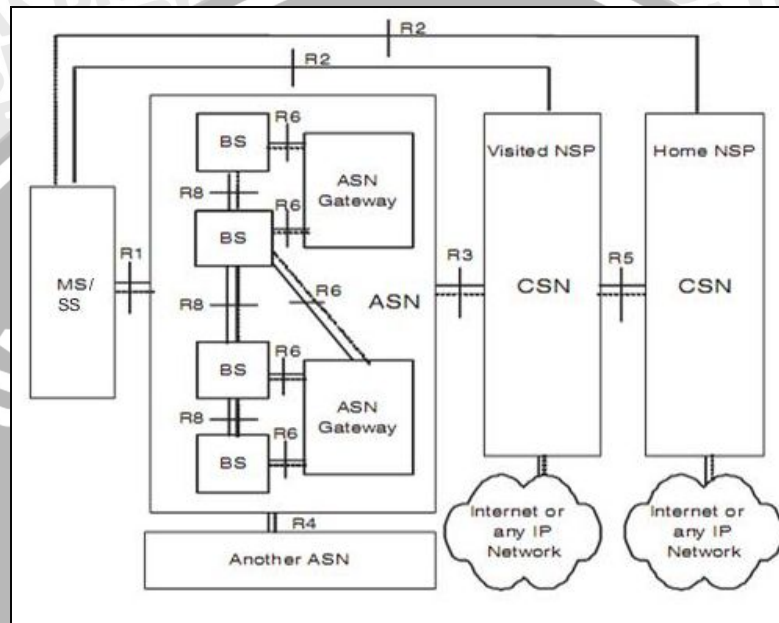 R2
R2
BS
R6
ASN
Gateway
R8
R6
BS
R6
R8
ASN
BS
R6
ASN
Gateway
R8
R6
BS
MS/
SS
R1
R3
Visited NSP
CSN
R5
Home NSP
CSN
R4
Another ASN
Internet or
any IP
Network
Internet or
any IP
Network